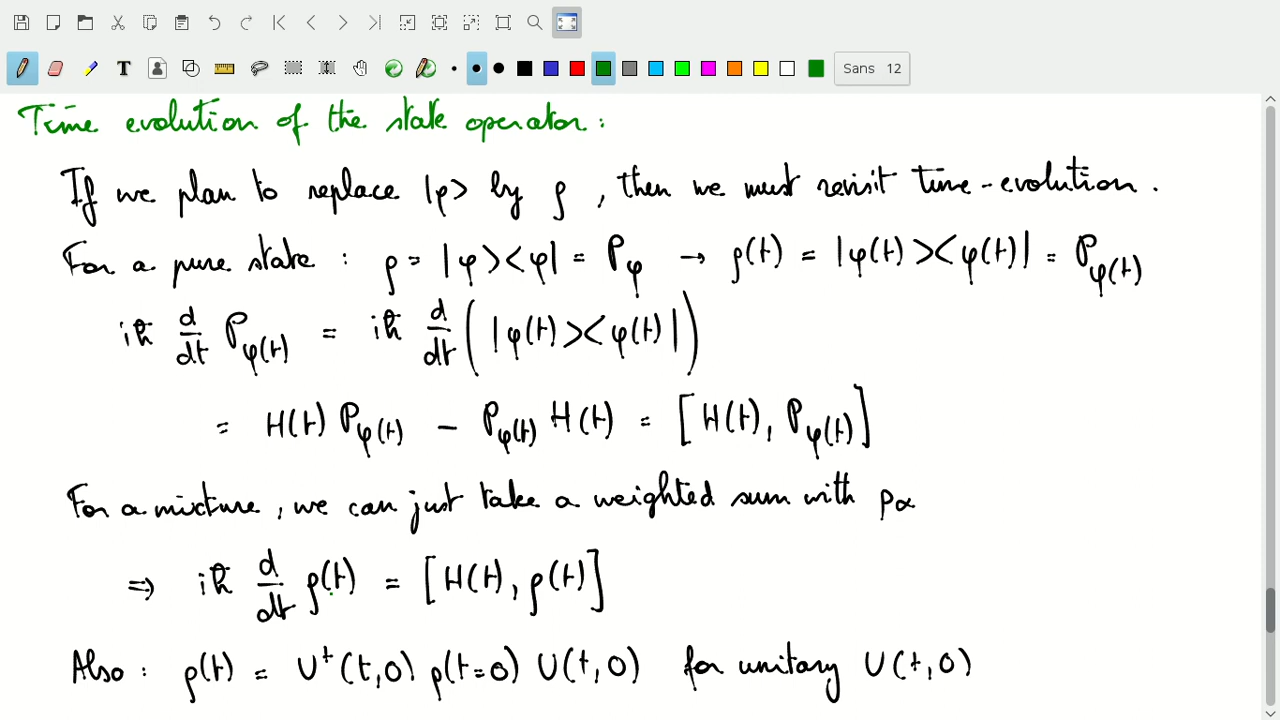 T
Sans 12
Time evolution of the state operator :
If we plan to replace |φ> by ρ , then we must revisit time-evolution .
For a pure state : ρ = |φ><φ| = P_φ → ρ(t) = |φ(t)><φ(t)| = P_φ(t)
iħ d/dt P_φ(t) = iħ d/dt ( |φ(t)><φ(t)| )
= H(t) P_φ(t) - P_φ(t) H(t) = [H(t), P_φ(t)]
For a mixture, we can just take a weighted sum with p_α
⇒ iħ d/dt ρ(t) = [H(t), ρ(t)]
Also : ρ(t) = U†(t,0) ρ(t=0) U(t,0) for unitary U(t,0)